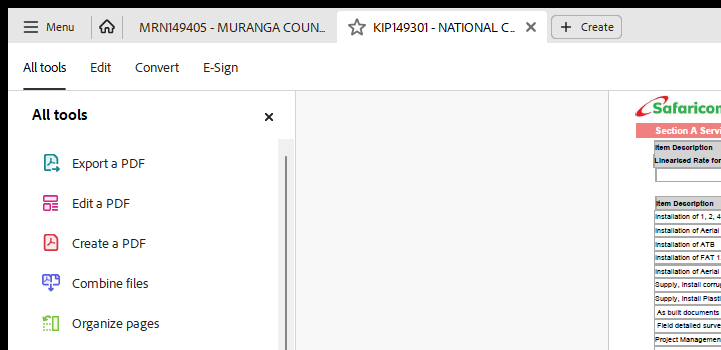 Menu
MRN149405 - MURANGA COUN...
KIP149301 - NATIONAL C...
Create
All tools
Edit
Convert
E-Sign
All tools
Export a PDF
Edit a PDF
Create a PDF
Combine files
Organize pages
Safaricom
Section A Servi
Item Description
Linearised Rate for
Item Description
Installation of 1, 2, 4
Installation of Aerial
Installation of ATB
Installation of FAT 1
Installation of Aerial
Supply, Install corru
Supply, Install Plasti
As built documents
Field detailed surve
Project Managemen